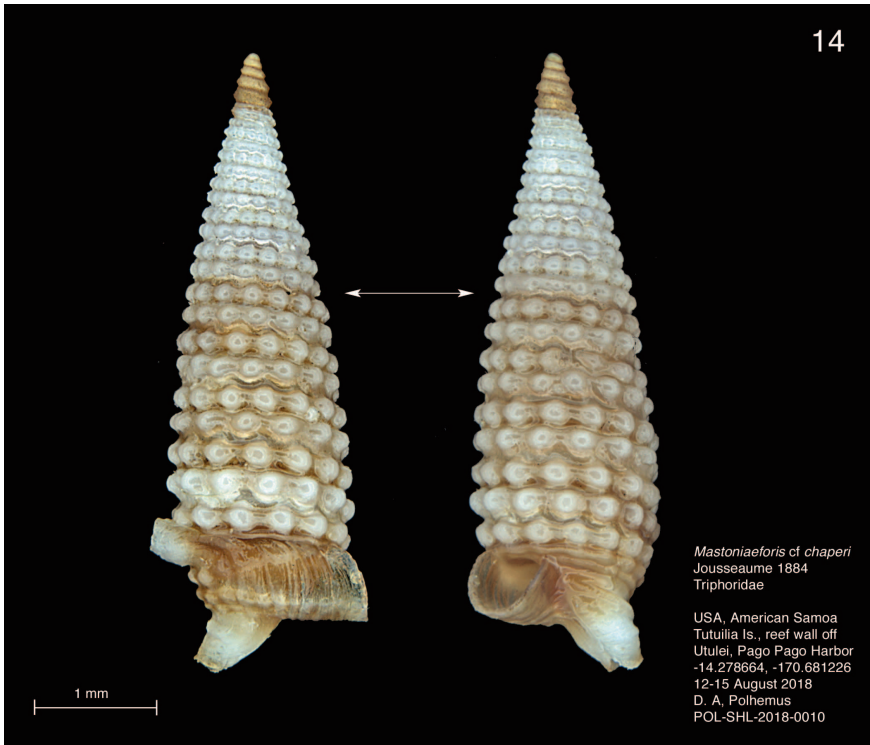 14
Mastoniaeforis cf chaperi
Jousseaume 1884
Triphoridae
USA, American Samoa
Tutuilia Is., reef wall off
Utulei, Pago Pago Harbor
-14.278664, -170.681226
12-15 August 2018
D. A, Polhemus
POL-SHL-2018-0010
1 mm